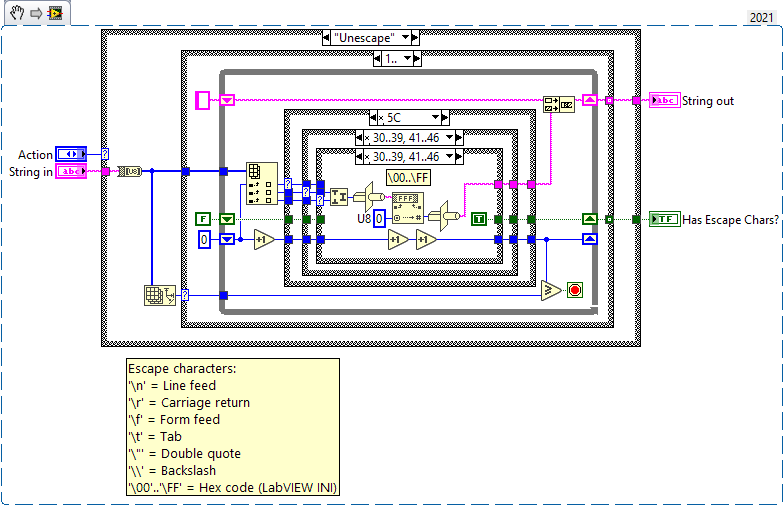 2021
"Unescape"
1..
x 5C
x 30..39, 41..46
x 30..39, 41..46
\00..\FF
Action
String in
abc
[U8]
abc
String out
F
FFF
U8 0
T
TF
Has Escape Chars?
0
+1
+1
+1
Escape characters:
'\n' = Line feed
'\r' = Carriage return
'\f' = Form feed
'\t' = Tab
'\"' = Double quote
'\\' = Backslash
'\00'..'\FF' = Hex code (LabVIEW INI)